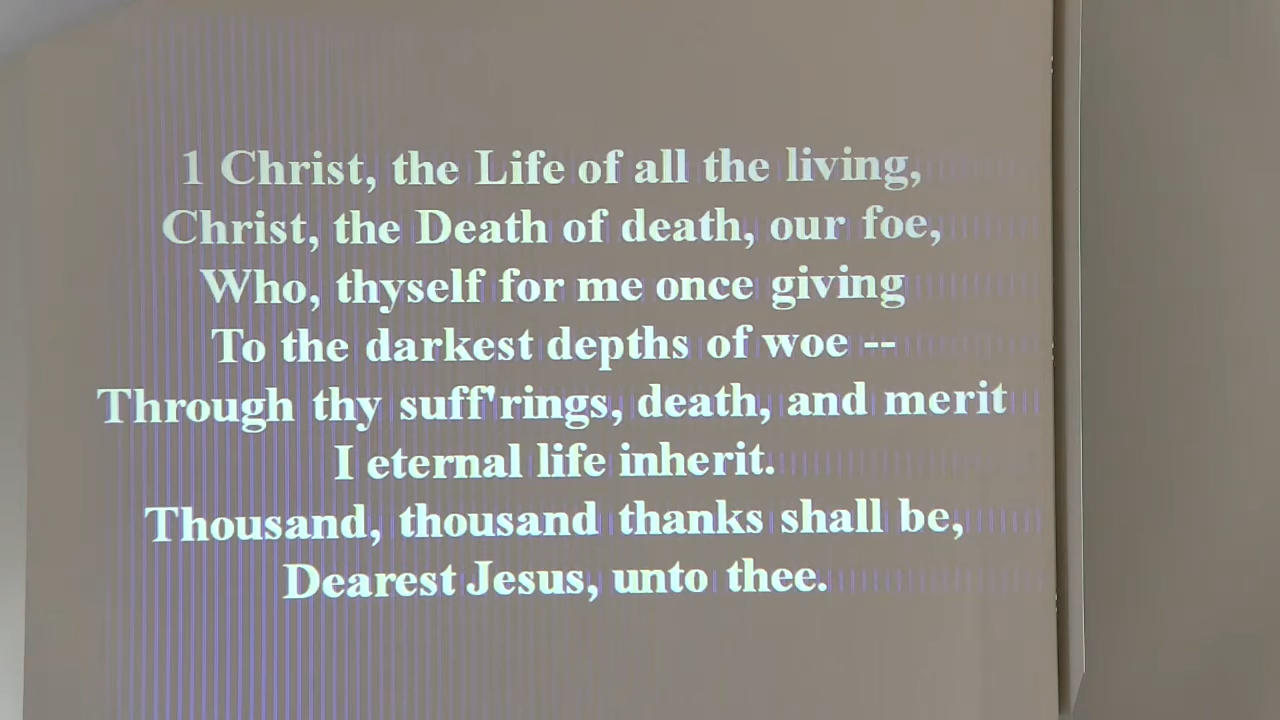 1 Christ, the Life of all the living,
Christ, the Death of death, our foe,
Who, thyself for me once giving
To the darkest depths of woe --
Through thy suff'rings, death, and merit
I eternal life inherit.
Thousand, thousand thanks shall be,
Dearest Jesus, unto thee.